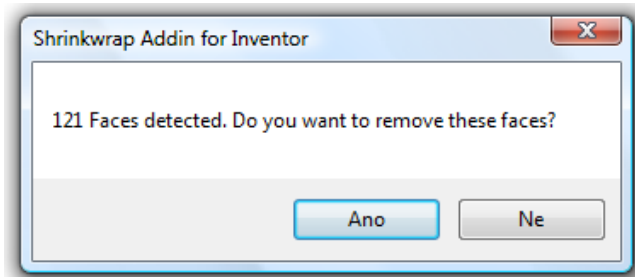 Shrinkwrap Addin for Inventor
121 Faces detected. Do you want to remove these faces?
Ano
Ne